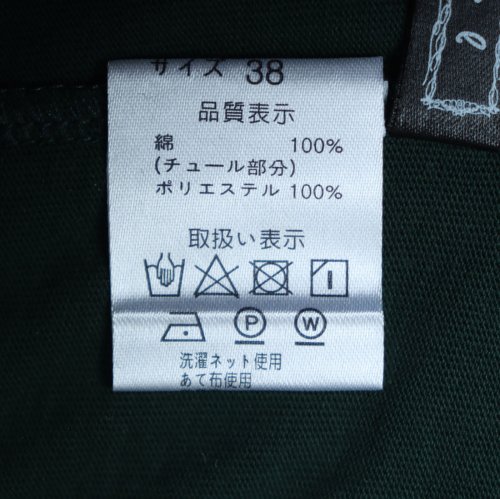 サイズ 38
品質表示
綿 100%
(チュール部分)
ポリエステル 100%
取扱い表示
P W
洗濯ネット使用
あて布使用